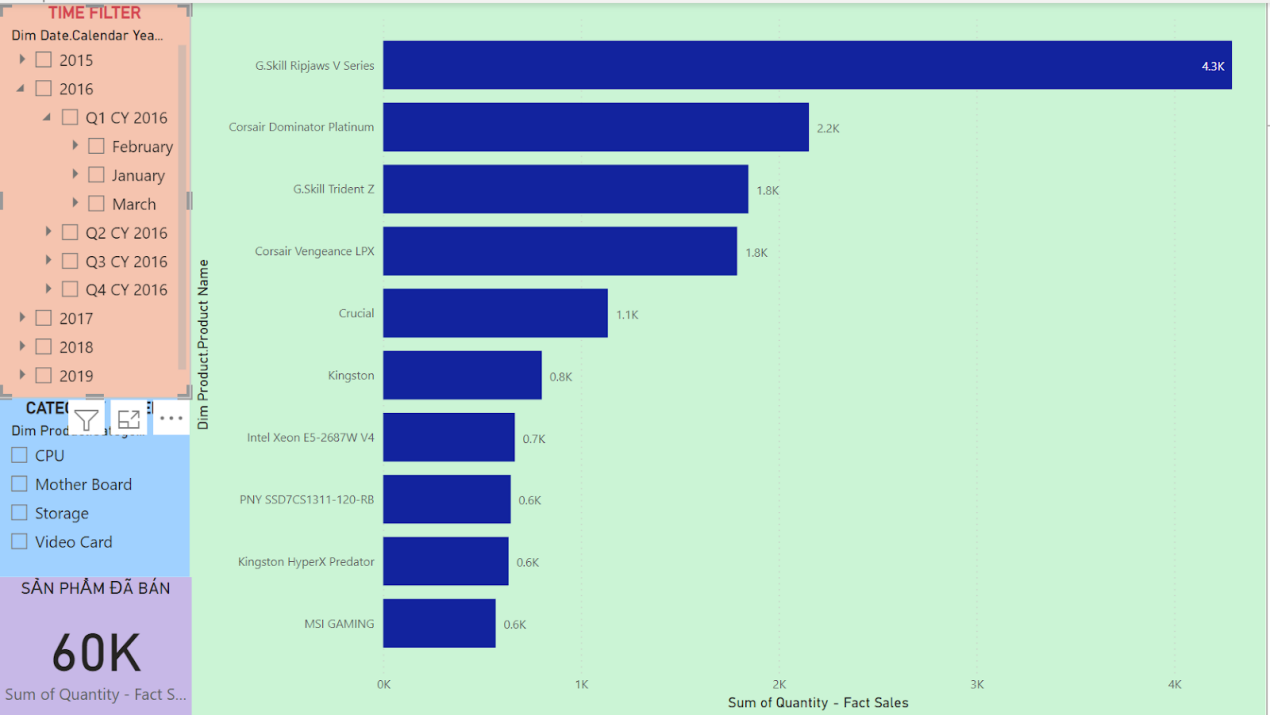 TIME FILTER
Dim Date.Calendar Yea...
2015
2016
Q1 CY 2016
February
January
March
Q2 CY 2016
Q3 CY 2016
Q4 CY 2016
2017
2018
2019
Dim
CPU
Mother Board
Storage
Video Card
SẢN PHẨM ĐÃ BÁN
60K
Sum of Quantity - Fact S...
Dim Product.Product Name
G.Skill Ripjaws V Series
4.3K
Corsair Dominator Platinum
2.2K
G.Skill Trident Z
1.8K
Corsair Vengeance LPX
1.8K
Crucial
1.1K
Kingston
0.8K
Intel Xeon E5-2687W V4
0.7K
PNY SSD7CS1311-120-RB
0.6K
Kingston HyperX Predator
0.6K
MSI GAMING
0.6K
0K 1K 2K 3K 4K
Sum of Quantity - Fact Sales